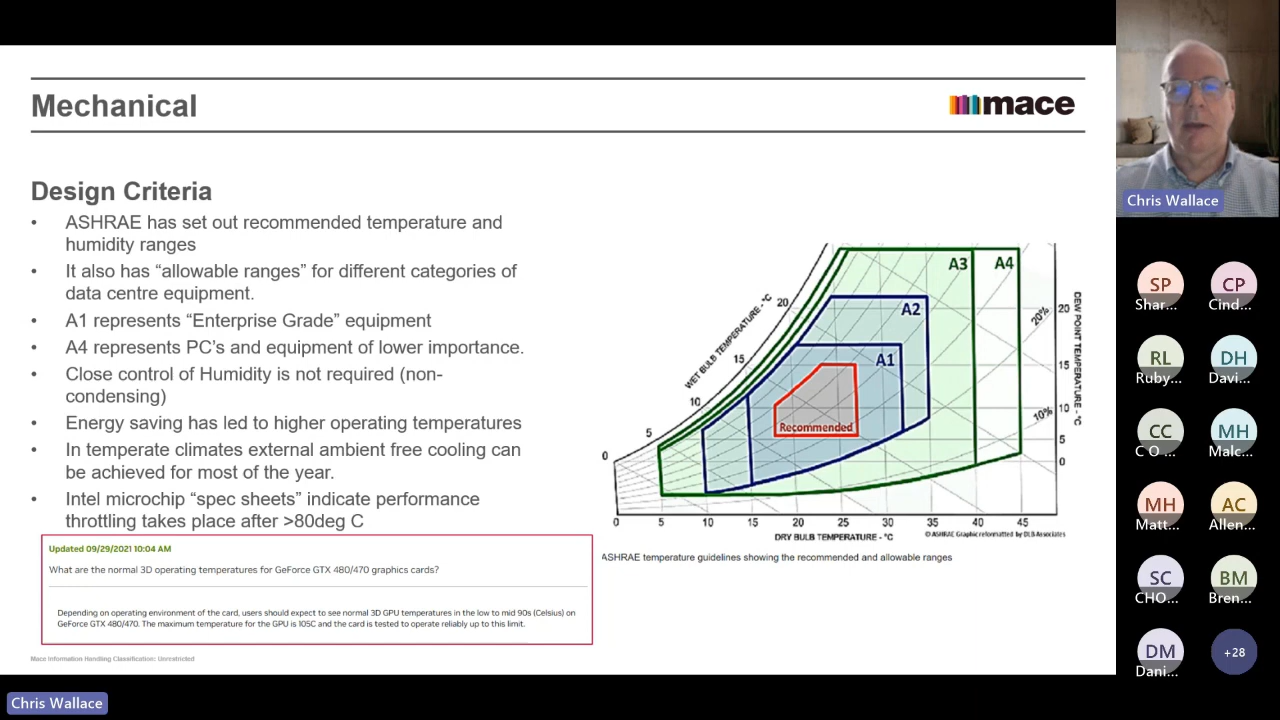 Mechanical
mace
Design Criteria
• ASHRAE has set out recommended temperature and
humidity ranges
• It also has “allowable ranges” for different categories of
data centre equipment.
• A1 represents “Enterprise Grade” equipment
• A4 represents PC’s and equipment of lower importance.
• Close control of Humidity is not required (non-
condensing)
• Energy saving has led to higher operating temperatures
• In temperate climates external ambient free cooling can
be achieved for most of the year.
• Intel microchip “spec sheets” indicate performance
throttling takes place after >80deg C
Updated 09/29/2021 10:04 AM
What are the normal 3D operating temperatures for GeForce GTX 480/470 graphics cards?
Depending on operating environment of the card, users should expect to see normal 3D GPU temperatures in the low to mid 90s (Celsius) on
GeForce GTX 480/470. The maximum temperature for the GPU is 105C and the card is tested to operate reliably up to this limit.
Mace Information Handling Classification: Unrestricted
A3
A4
A2
A1
Recommended
WET BULB TEMPERATURE - °C
0
5
10
15
20
20%
10%
DEW POINT TEMPERATURE - °C
20
15
10
5
0
0 5 10 15 20 25 30 35 40 45
DRY BULB TEMPERATURE - °C
© ASHRAE Graphic reformatted by DLB Associates
ASHRAE temperature guidelines showing the recommended and allowable ranges
Chris Wallace
SP
Shar...
CP
Cind...
RL
Ruby...
DH
Davi...
CC
C O ...
MH
Malc...
MH
Matt...
AC
Allen...
SC
CHO...
BM
Bren...
DM
Dani...
+28
Chris Wallace